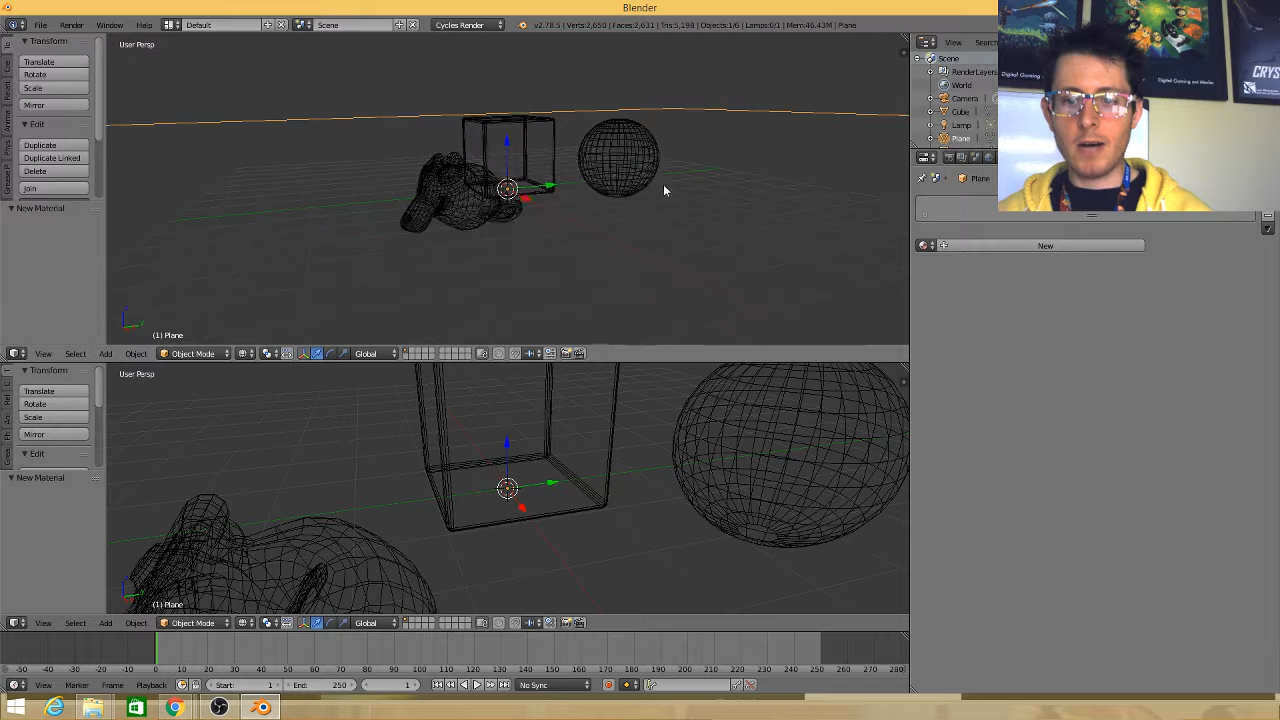 Blender
File Render Window Help Default Scene Cycles Render v2.78.5 | Verts:2,650 | Faces:2,631 | Tris:5,198 | Objects:1/6 | Lamps:0/1 | Mem:46.43M | Plane
View Search
Transform
Translate
Rotate
Scale
Mirror
Edit
Duplicate
Duplicate Linked
Delete
Join
New Material
User Persp
(1) Plane
View Select Add Object Object Mode Global
Scene
RenderLayers
World
Camera
Cube
Lamp
Plane
Plane
New
Digital Gaming and
Digital Gaming and Media
CRYS
Transform
Translate
Rotate
Scale
Mirror
Edit
New Material
User Persp
(1) Plane
View Select Add Object Object Mode Global
-50 -40 -30 -20 -10 0 10 20 30 40 50 60 70 80 90 100 110 120 130 140 150 160 170 180 190 200 210 220 230 240 250 260 270 280
View Marker Frame Playback Start: 1 End: 250 1 No Sync